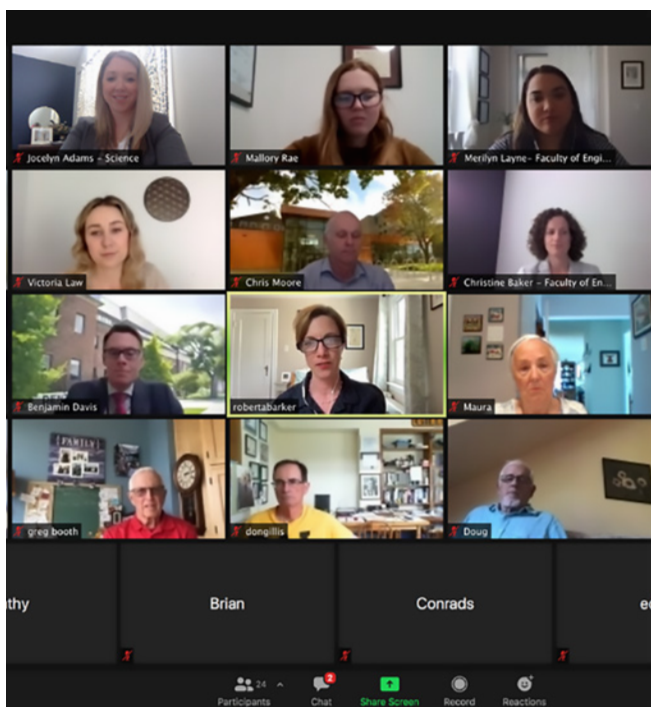 Jocelyn Adams - Science
Mallory Rae
Merilyn Layne- Faculty of Engi...
Victoria Law
Chris Moore
Christine Baker - Faculty of En...
Benjamin Davis
robertabarker
Maura
FAMILY
greg booth
dongillis
Doug
thy
Brian
Conrads
ec
Participants 24
Chat 2
Share Screen
Record
Reactions